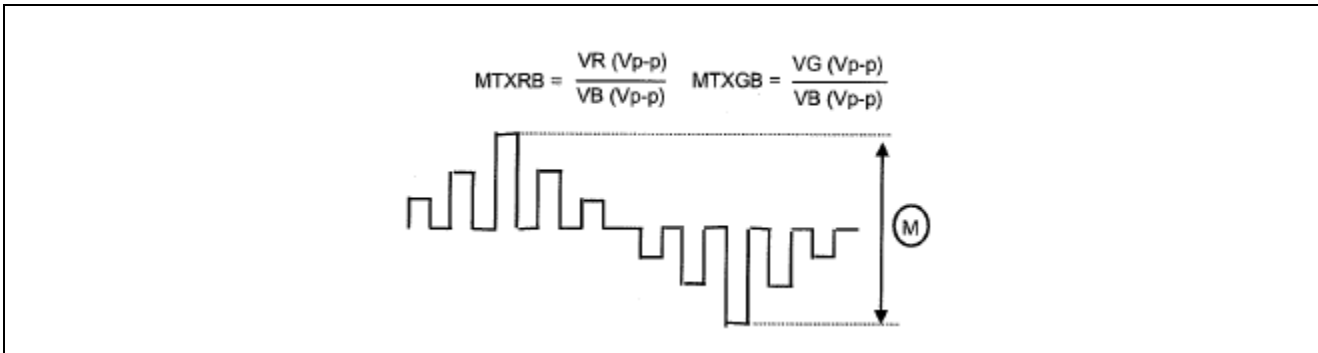 MTXRB = VR (Vp-p) / VB (Vp-p) MTXGB = VG (Vp-p) / VB (Vp-p)
M